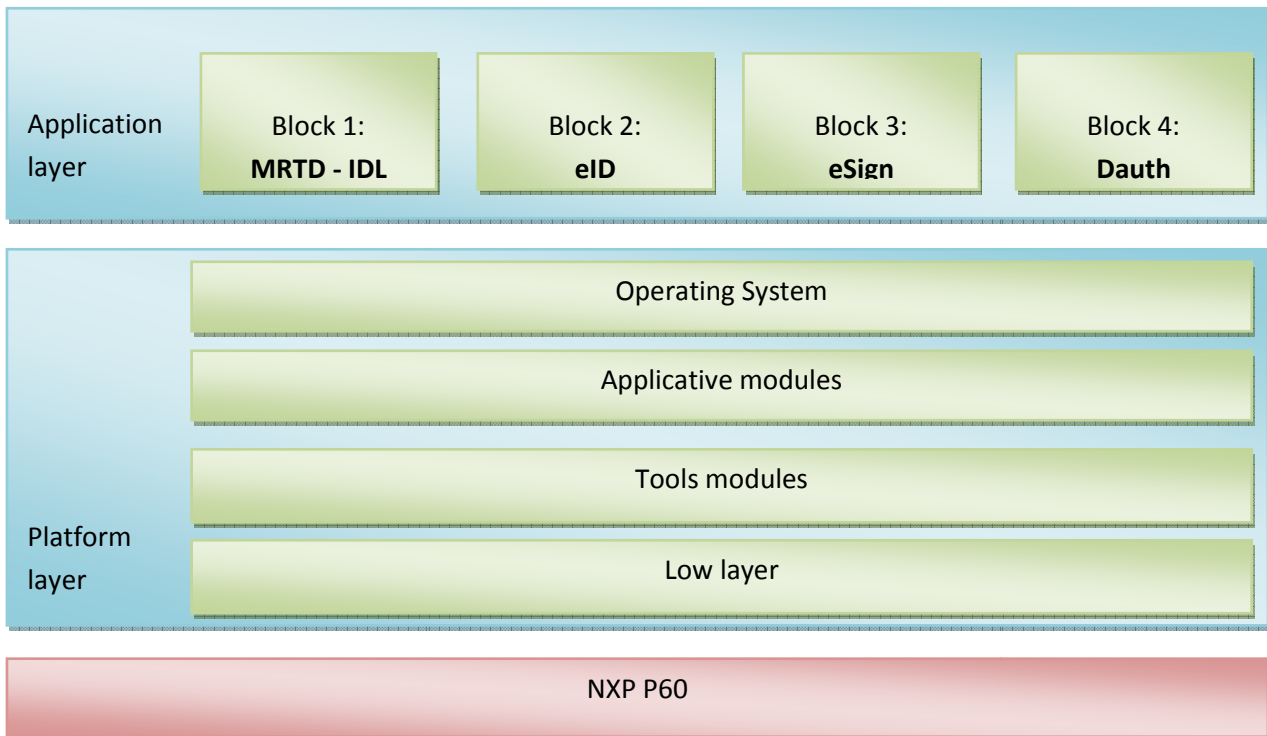 Application
layer
Block 1:
MRTD - IDL
Block 2:
eID
Block 3:
eSign
Block 4:
Dauth
Operating System
Applicative modules
Tools modules
Low layer
Platform
layer
NXP P60